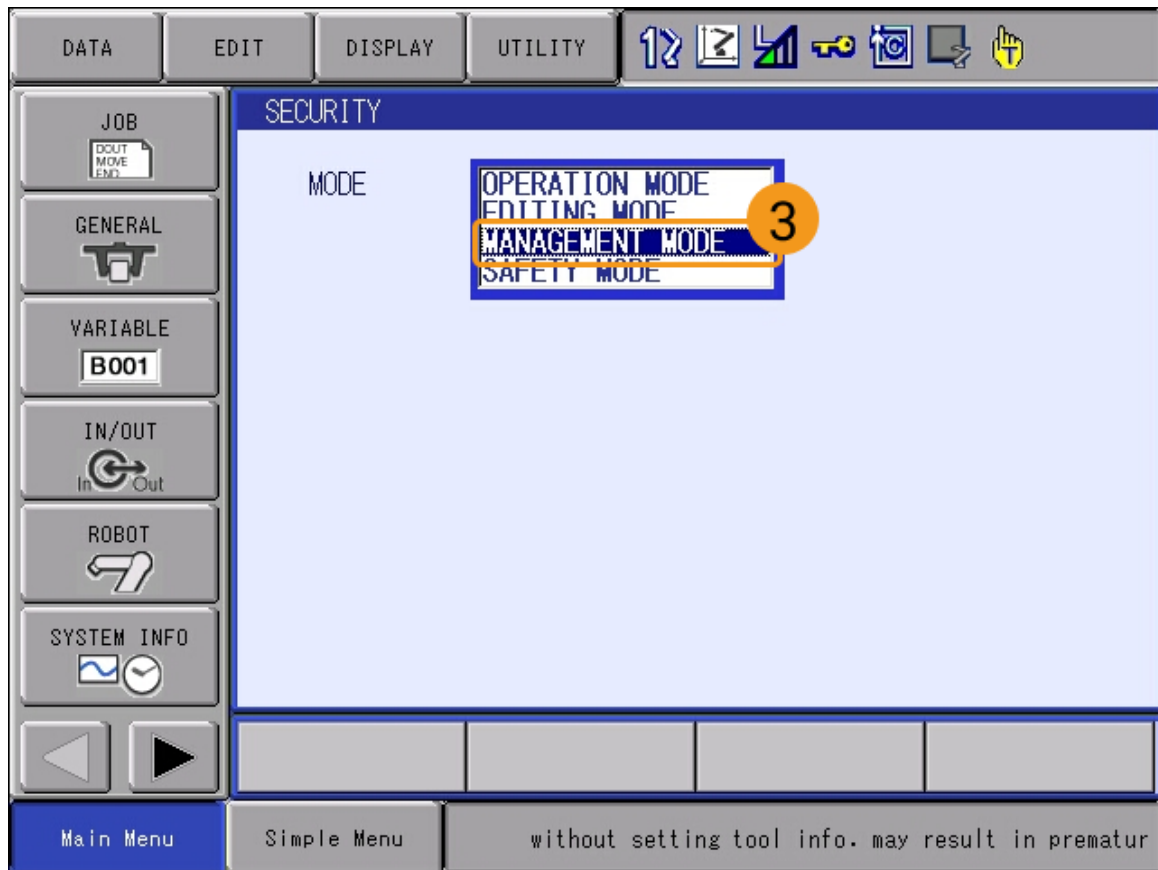 DATA
EDIT
DISPLAY
UTILITY
JOB
DOUT
MOVE
END
GENERAL
VARIABLE
B001
IN/OUT
In Out
ROBOT
SYSTEM INFO
SECURITY
MODE
OPERATION MODE
EDITING MODE
MANAGEMENT MODE
3
SAFETY MODE
Main Menu
Simple Menu
without setting tool info. may result in prematur